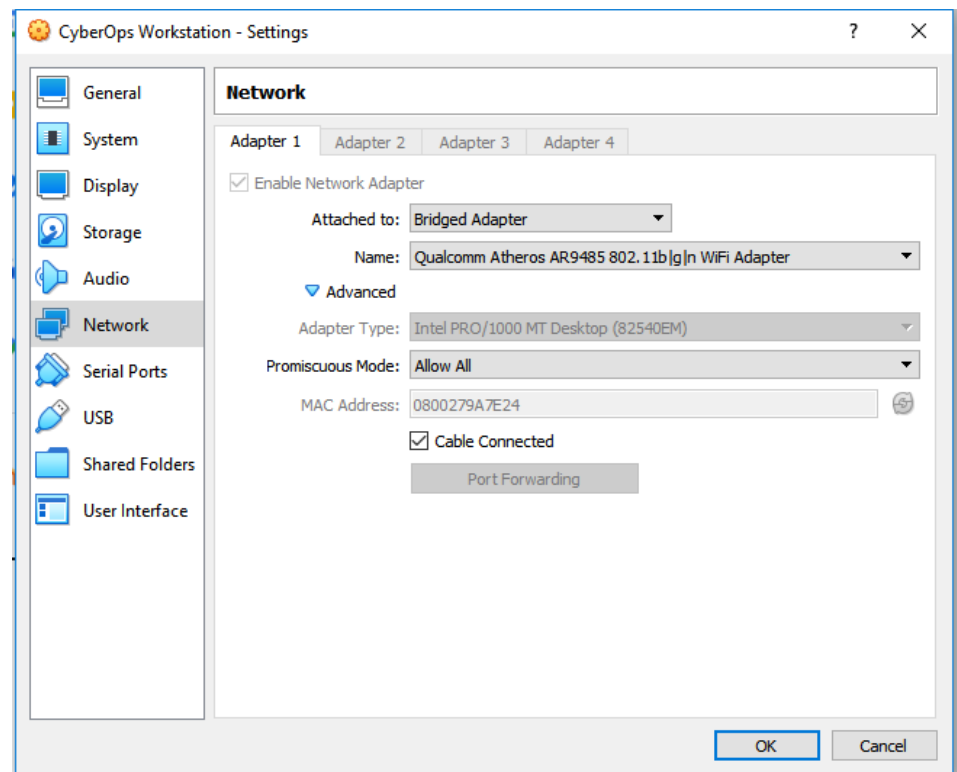 CyberOps Workstation - Settings ?
General
System
Display
Storage
Audio
Network
Serial Ports
USB
Shared Folders
User Interface
Network
Adapter 1 Adapter 2 Adapter 3 Adapter 4
Enable Network Adapter
Attached to: Bridged Adapter
Name: Qualcomm Atheros AR9485 802.11b|g|n WiFi Adapter
Advanced
Adapter Type: Intel PRO/1000 MT Desktop (82540EM)
Promiscuous Mode: Allow All
MAC Address: 0800279A7E24
Cable Connected
Port Forwarding
OK Cancel